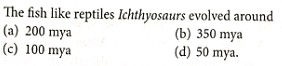 The fish like reptiles Ichthyosaurs evolved around
(a) 200 mya (b) 350 mya
(c) 100 mya (d) 50 mya.